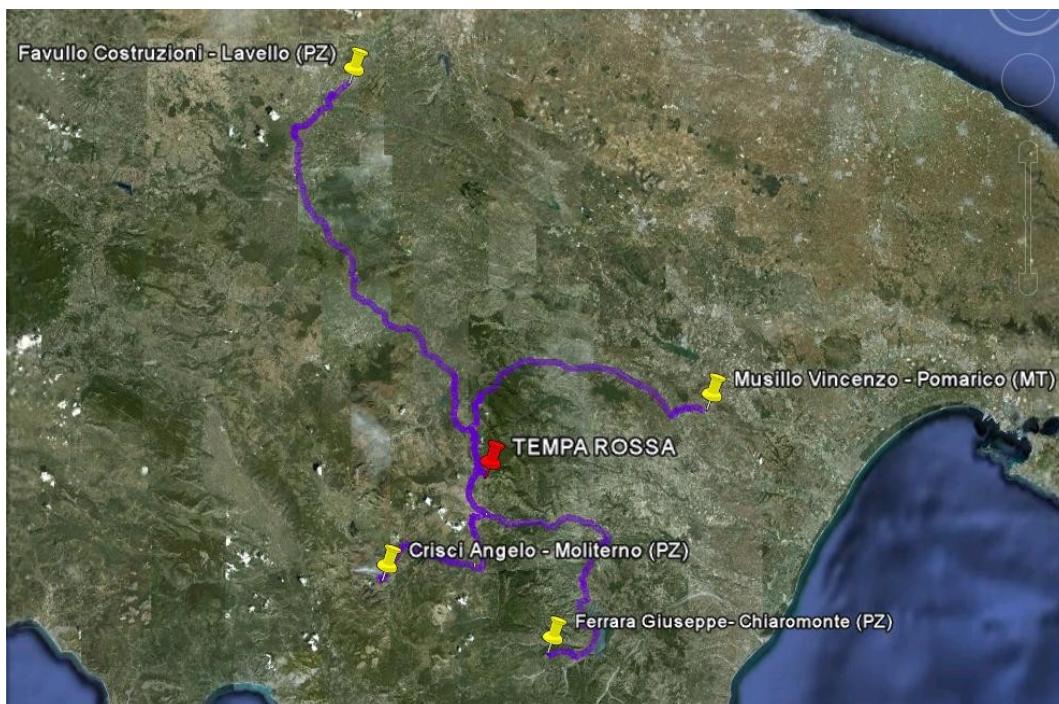 Favullo Costruzioni - Lavello (PZ)
Musillo Vincenzo - Pomarico (MT)
TEMPA ROSSA
Crisci Angelo - Moliterno (PZ)
Ferrara Giuseppe- Chiaromonte (PZ)